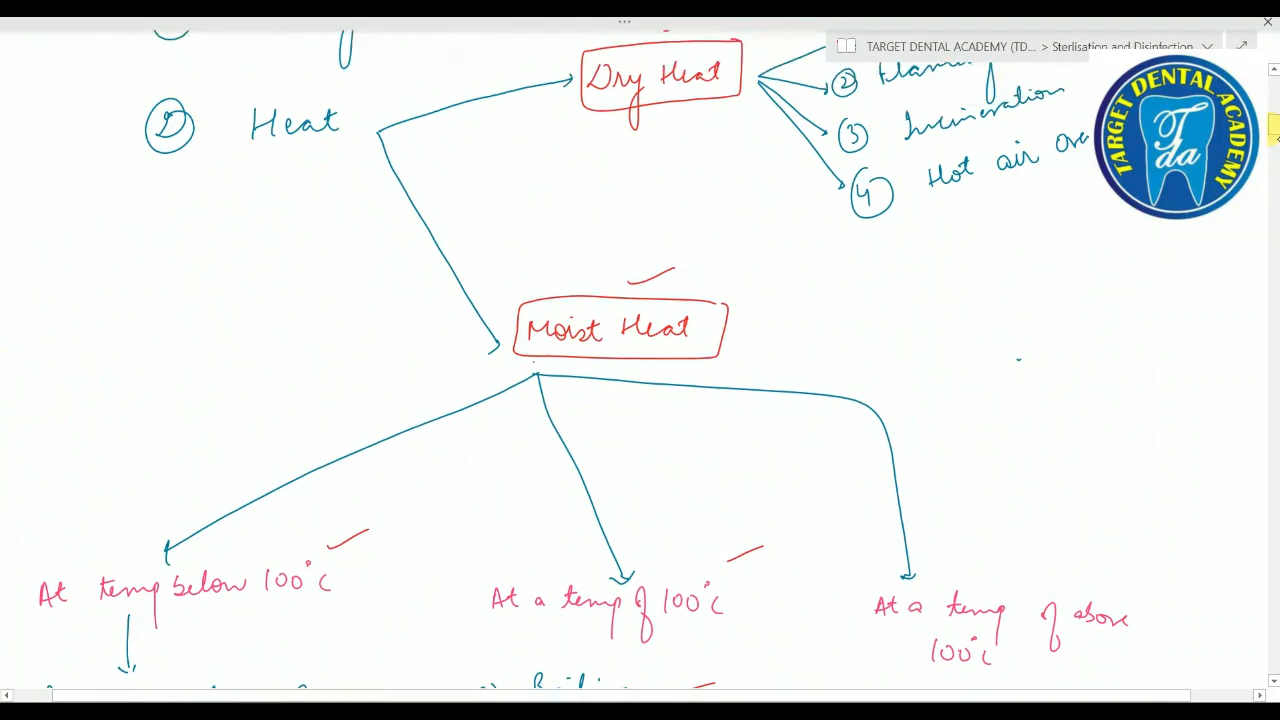 TARGET DENTAL ACADEMY (TD... > Sterlisation and Disinfection
Dry Heat
② Flaming
② Heat
③ Incineration
④ Hot air ove
TARGET DENTAL ACADEMY
Tda
Moist Heat
At temp below 100°C
At a temp of 100°C
At a temp of above
100°C